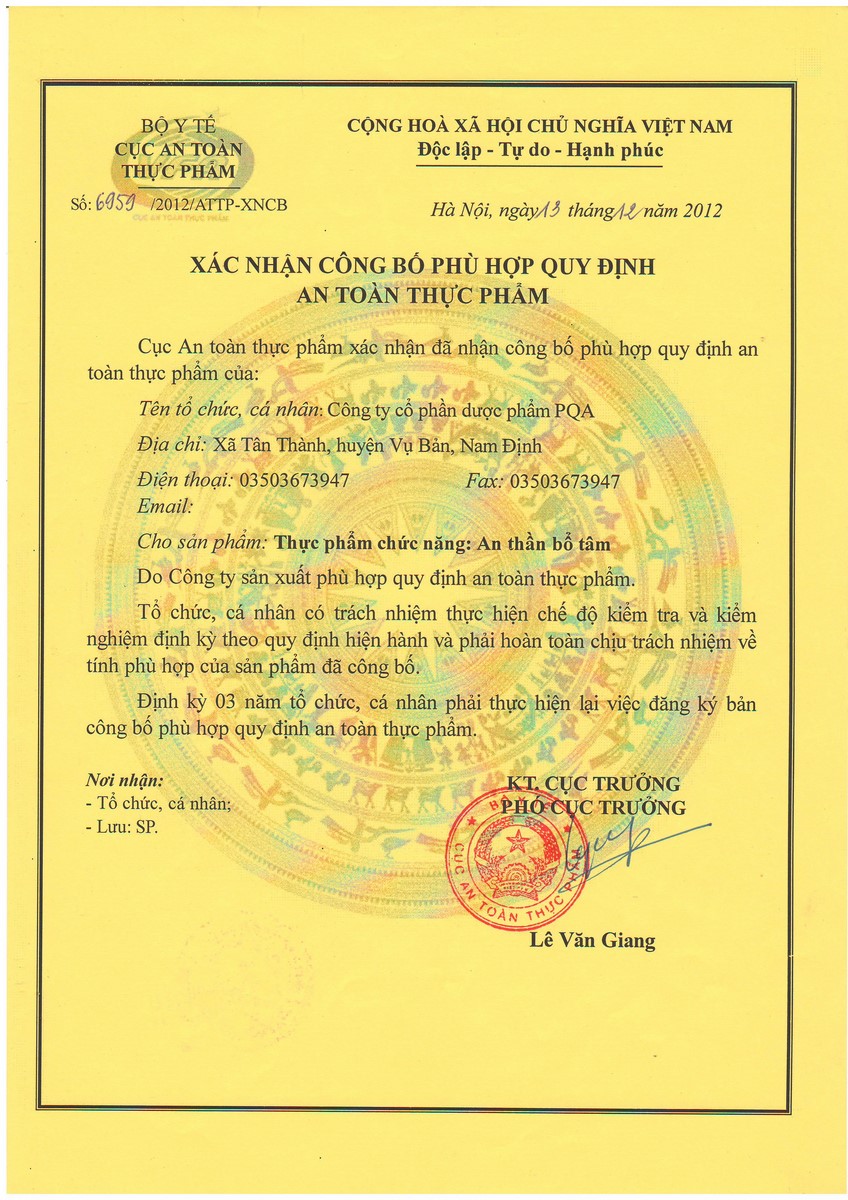 BỘ Y TẾ
CỤC AN TOÀN
THỰC PHẨM
Số: 6959 /2012/ATTP-XNCB
CỤC AN TOÀN THỰC PHẨM
CỘNG HOÀ XÃ HỘI CHỦ NGHĨA VIỆT NAM
Độc lập - Tự do - Hạnh phúc
Hà Nội, ngày 13 tháng 12 năm 2012
XÁC NHẬN CÔNG BỐ PHÙ HỢP QUY ĐỊNH
AN TOÀN THỰC PHẨM
Cục An toàn thực phẩm xác nhận đã nhận công bố phù hợp quy định an
toàn thực phẩm của:
Tên tổ chức, cá nhân: Công ty cổ phần dược phẩm PQA
Địa chỉ: Xã Tân Thành, huyện Vụ Bản, Nam Định
Điện thoại: 03503673947 Fax: 03503673947
Email:
Cho sản phẩm: Thực phẩm chức năng: An thần bổ tâm
Do Công ty sản xuất phù hợp quy định an toàn thực phẩm.
Tổ chức, cá nhân có trách nhiệm thực hiện chế độ kiểm tra và kiểm
nghiệm định kỳ theo quy định hiện hành và phải hoàn toàn chịu trách nhiệm về
tính phù hợp của sản phẩm đã công bố.
Định kỳ 03 năm tổ chức, cá nhân phải thực hiện lại việc đăng ký bản
công bố phù hợp quy định an toàn thực phẩm.
Nơi nhận:
- Tổ chức, cá nhân;
- Lưu: SP.
KT. CỤC TRƯỞNG
PHÓ CỤC TRƯỞNG
CỤC AN TOÀN THỰC PHẨM
Lê Văn Giang